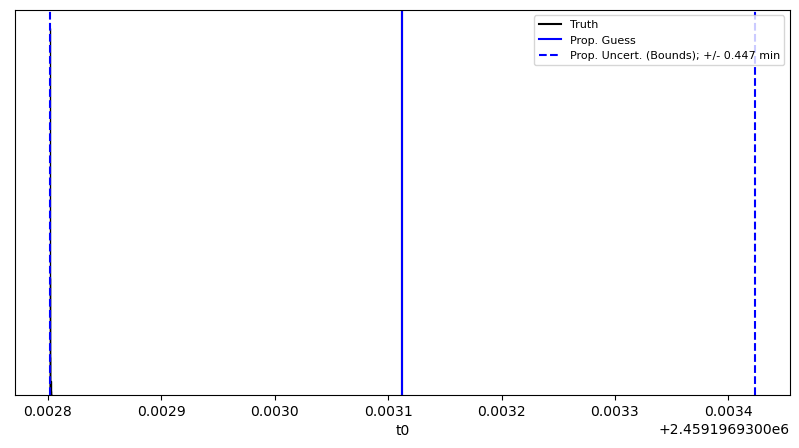 Truth
Prop. Guess
Prop. Uncert. (Bounds); +/- 0.447 min
0.0028 0.0029 0.0030 0.0031 0.0032 0.0033 0.0034
t0
+2.4591969300e6